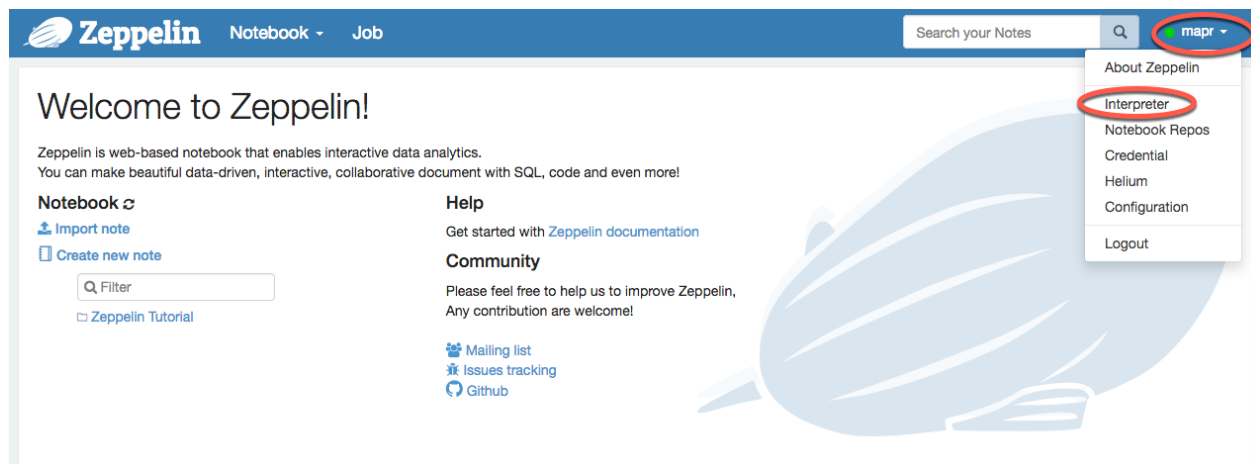 Zeppelin Notebook Job Search your Notes mapr
About Zeppelin
Interpreter
Notebook Repos
Credential
Helium
Configuration
Logout
Welcome to Zeppelin!
Zeppelin is web-based notebook that enables interactive data analytics.
You can make beautiful data-driven, interactive, collaborative document with SQL, code and even more!
Notebook
Import note
Create new note
Filter
Zeppelin Tutorial
Help
Get started with Zeppelin documentation
Community
Please feel free to help us to improve Zeppelin,
Any contribution are welcome!
Mailing list
Issues tracking
Github